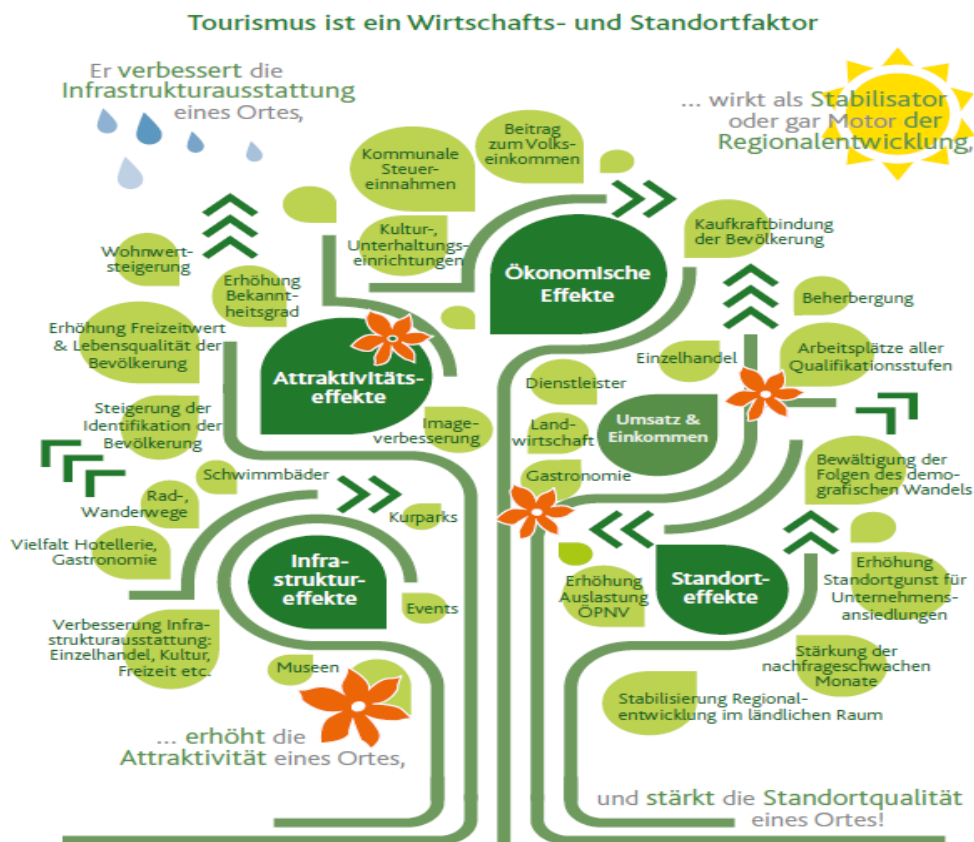 Tourismus ist ein Wirtschafts- und Standortfaktor
Er verbessert die
Infrastrukturausstattung
eines Ortes,
... wirkt als Stabilisator
oder gar Motor der
Regionalentwicklung,
Beitrag
zum Volks-
einkommen
Kommunale
Steuer-
einnahmen
Kultur-,
Unterhaltungs-
einrichtungen
Kaufkraftbindung
der Bevölkerung
Wohnwert-
steigerung
Erhöhung
Bekannt-
heitsgrad
Ökonomische
Effekte
Beherbergung
Erhöhung Freizeitwert
& Lebensqualität der
Bevölkerung
Attraktivitäts-
effekte
Einzelhandel
Arbeitsplätze aller
Qualifikationsstufen
Dienstleister
Steigerung der
Identifikation der
Bevölkerung
Image-
verbesserung
Land-
wirtschaft
Umsatz &
Einkommen
Gastronomie
Bewältigung der
Folgen des demo-
grafischen Wandels
Schwimmbäder
Rad-,
Wanderwege
Kurparks
Vielfalt Hotellerie,
Gastronomie
Infra-
struktur-
effekte
Events
Erhöhung
Auslastung
ÖPNV
Standort-
effekte
Erhöhung
Standortgunst für
Unternehmens-
ansiedlungen
Verbesserung Infra-
strukturausstattung:
Einzelhandel, Kultur,
Freizeit etc.
Museen
Stärkung der
nachfrageschwachen
Monate
Stabilisierung Regional-
entwicklung im ländlichen Raum
... erhöht die
Attraktivität eines Ortes,
und stärkt die Standortqualität
eines Ortes!